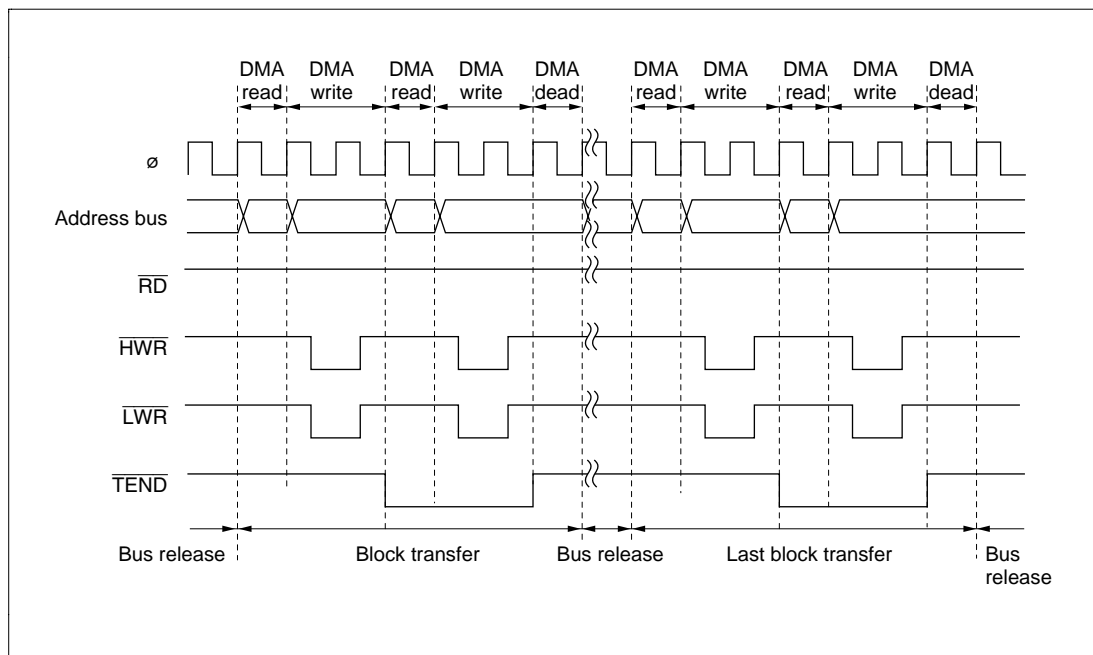 DMA DMA DMA DMA DMA DMA DMA DMA DMA DMA
read write read write dead read write read write dead
ø
Address bus
RD
HWR
LWR
TEND
Bus release Block transfer Bus release Last block transfer Bus
release